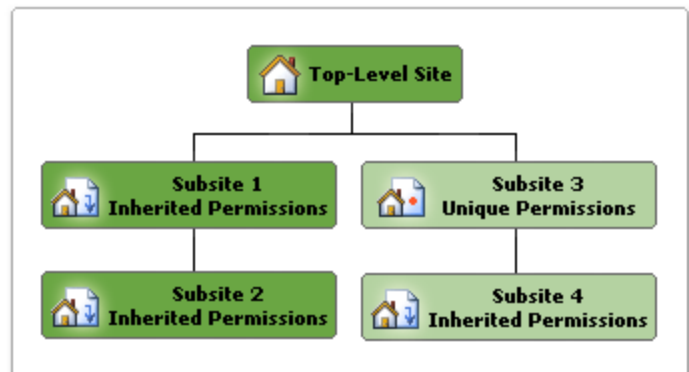 Top-Level Site
Subsite 1
Inherited Permissions
Subsite 3
Unique Permissions
Subsite 2
Inherited Permissions
Subsite 4
Inherited Permissions